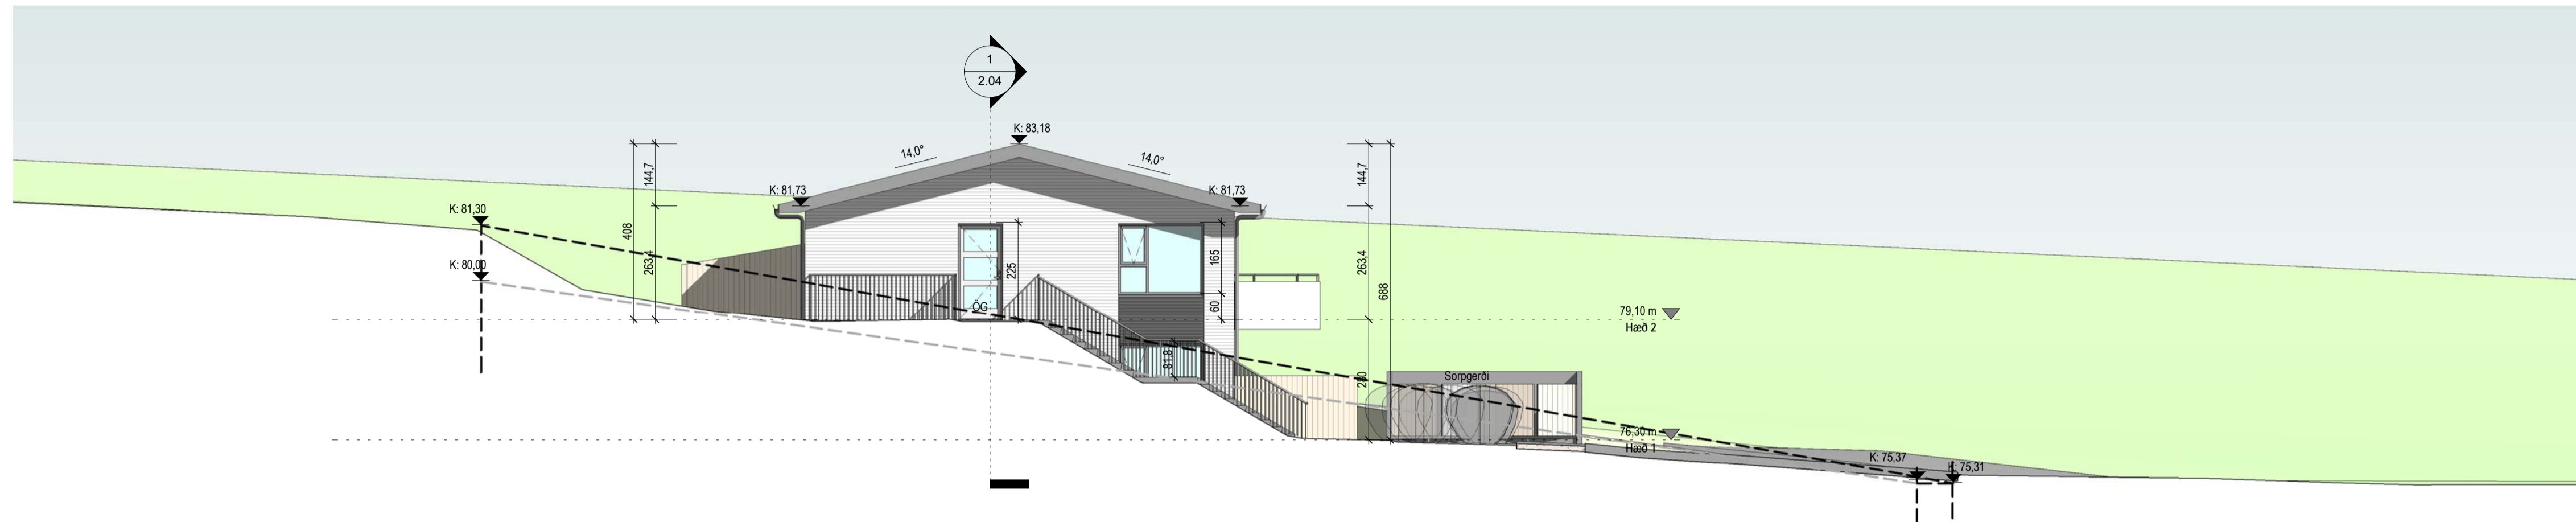 1
2.04
K: 83,18
14,0°
14,0°
144,7
144,7
K: 81,73
K: 81,73
K: 81,30
408
263,4
225
165
263,4
688
K: 80,00
ÖG
60
79,10 m
Hæð 2
81,8
280
Sorpgerði
76,30 m
Hæð 1
K: 75,37
K: 75,31